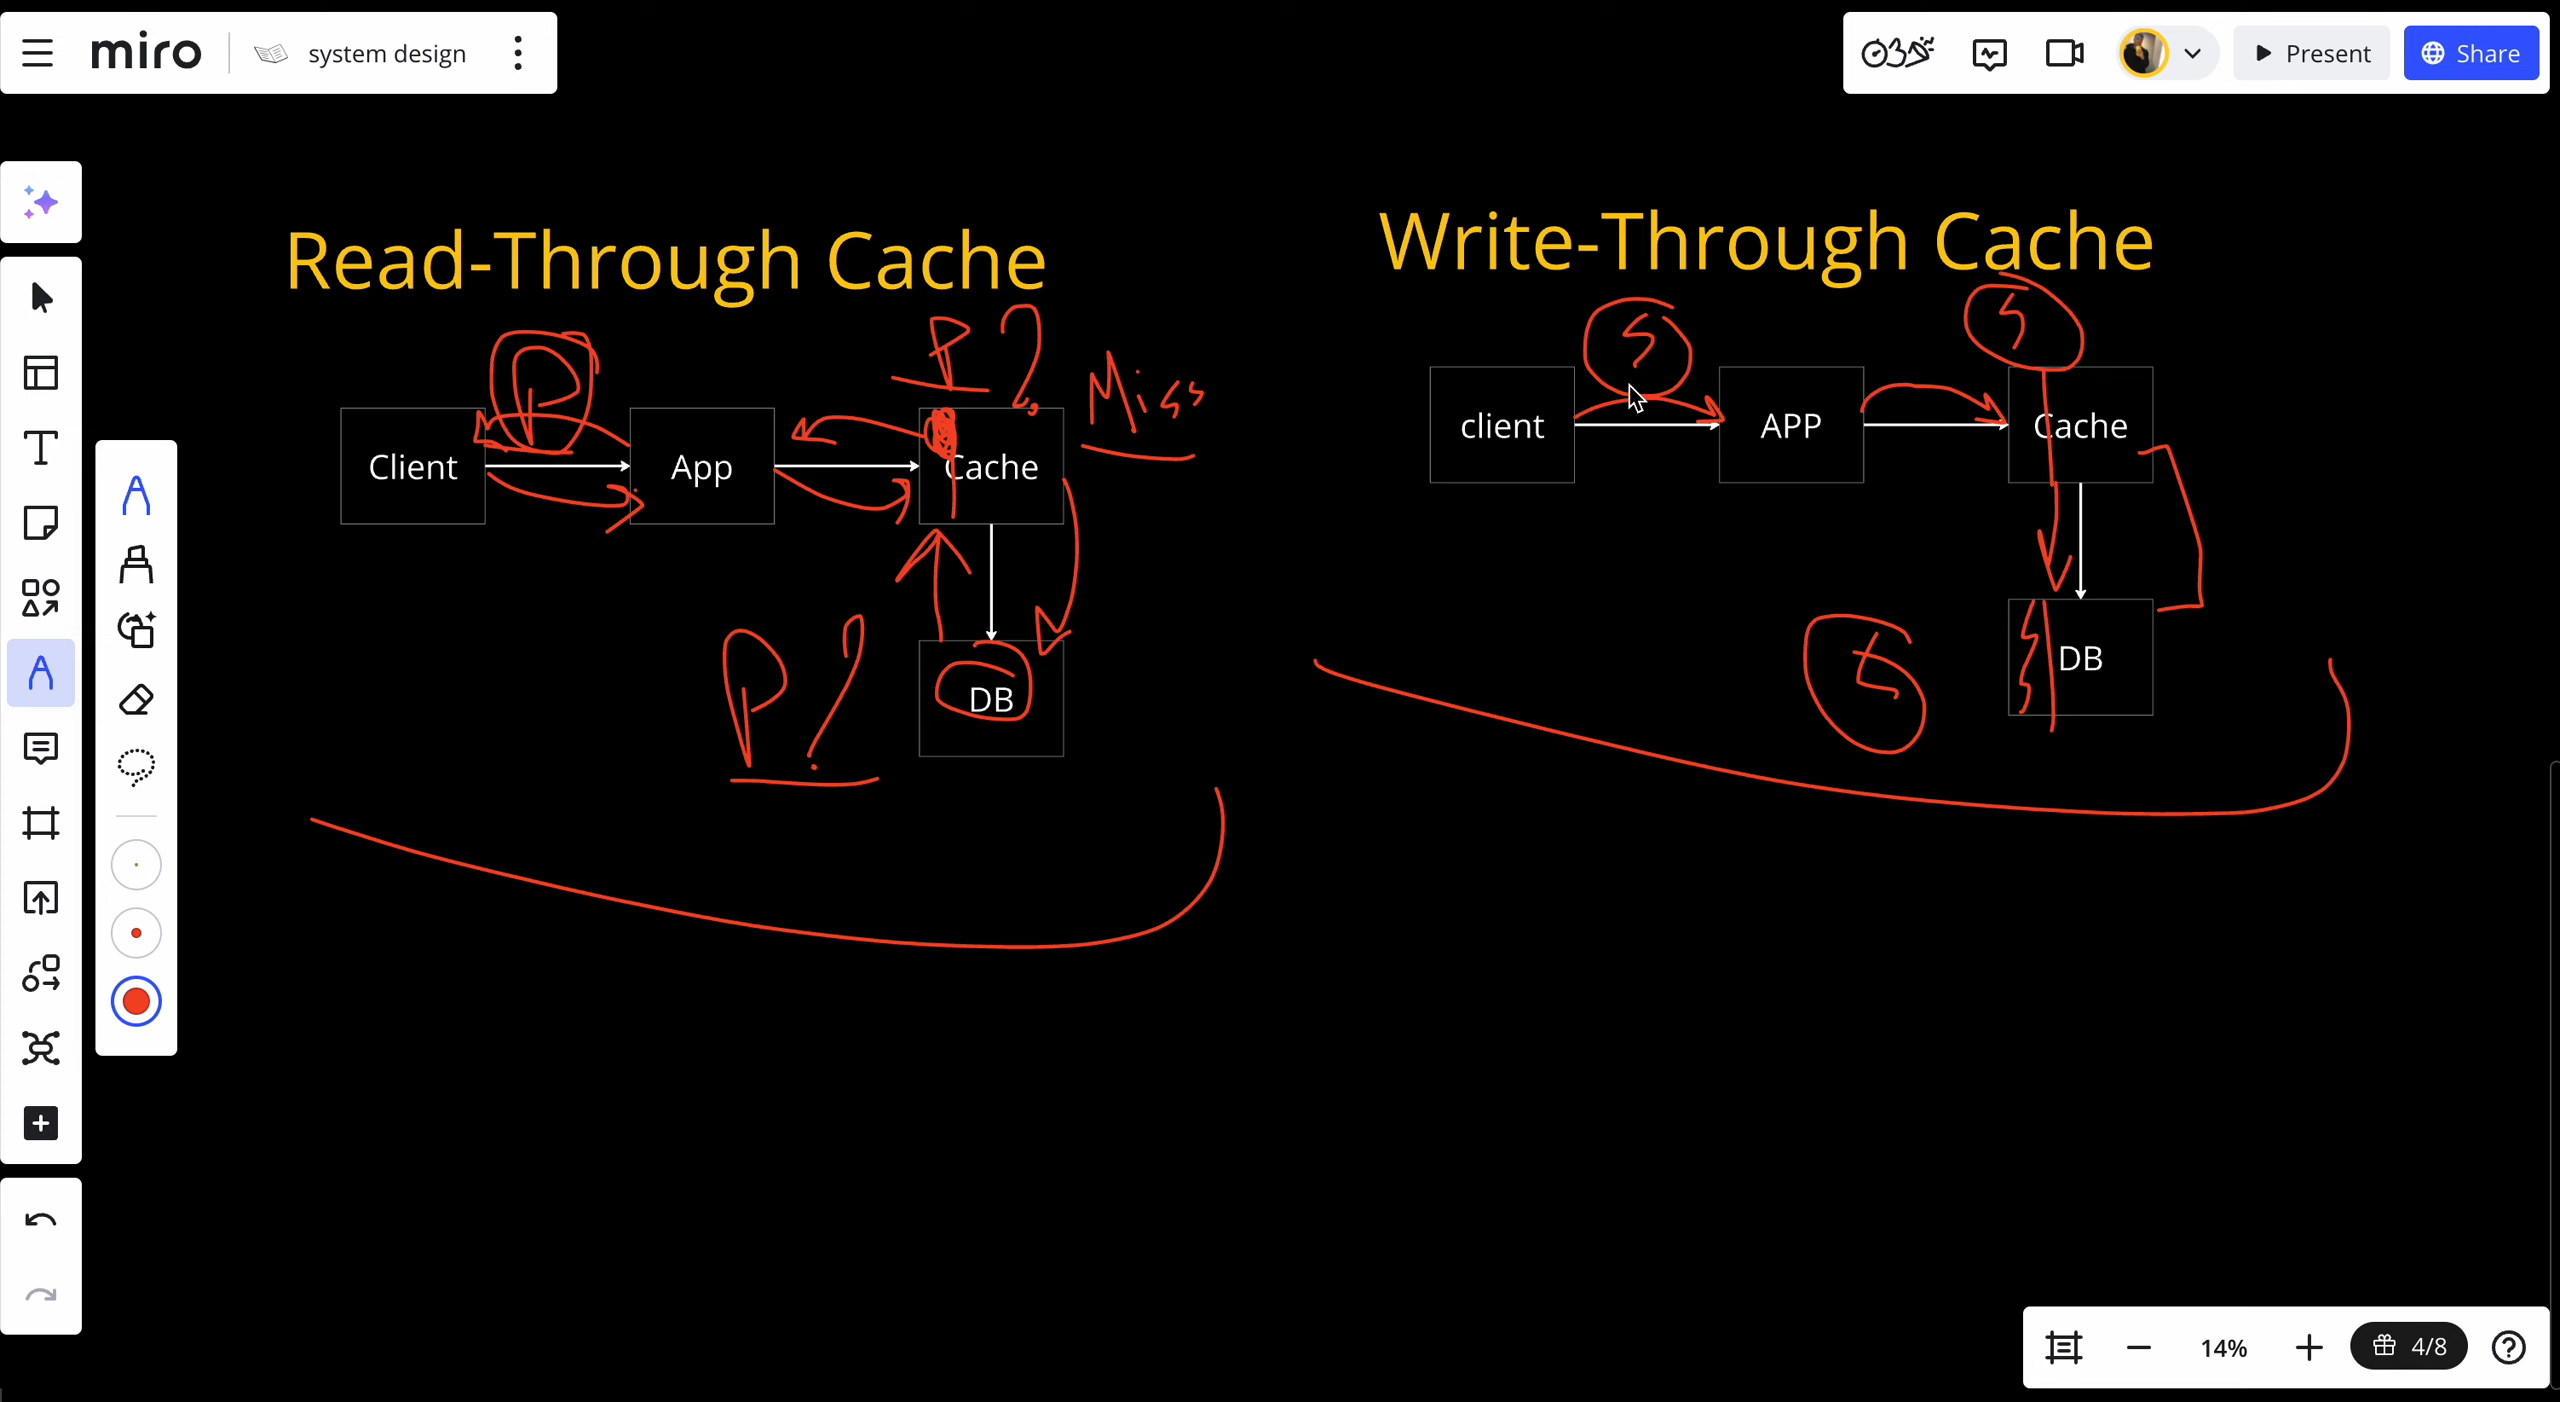 miro
system design
Present
Share
Read-Through Cache
Write-Through Cache
P
P ?
Miss
Client
App
Cache
P ?
DB
S
S
client
APP
Cache
DB
14%
4/8